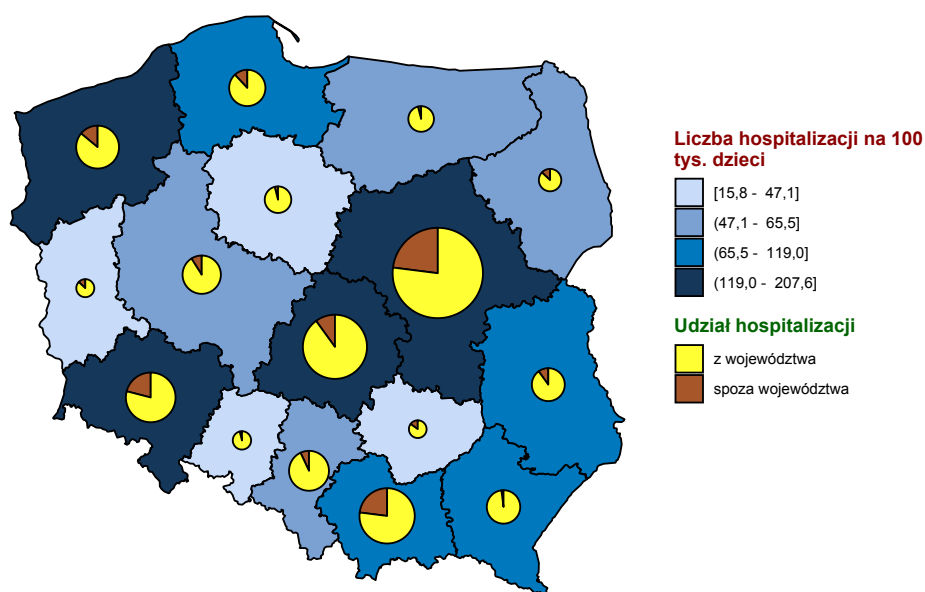 Liczba hospitalizacji na 100
tys. dzieci
[15,8 - 47,1]
(47,1 - 65,5]
(65,5 - 119,0]
(119,0 - 207,6]
Udział hospitalizacji
z województwa
spoza województwa